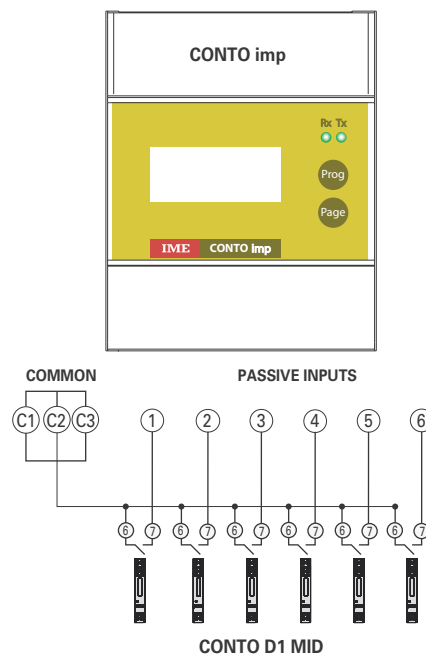 CONTO imp
Rx Tx
Prog
Page
IME CONTO imp
COMMON PASSIVE INPUTS
C1 C2 C3 1 2 3 4 5 6
6 7 6 7 6 7 6 7 6 7 6 7
CONTO D1 MID